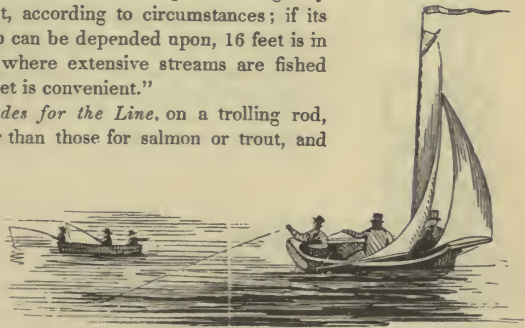 t, according to circumstances; if its
can be depended upon, 16 feet is in
where extensive streams are fished
et is convenient.”
des for the Line, on a trolling rod,
than those for salmon or trout, and